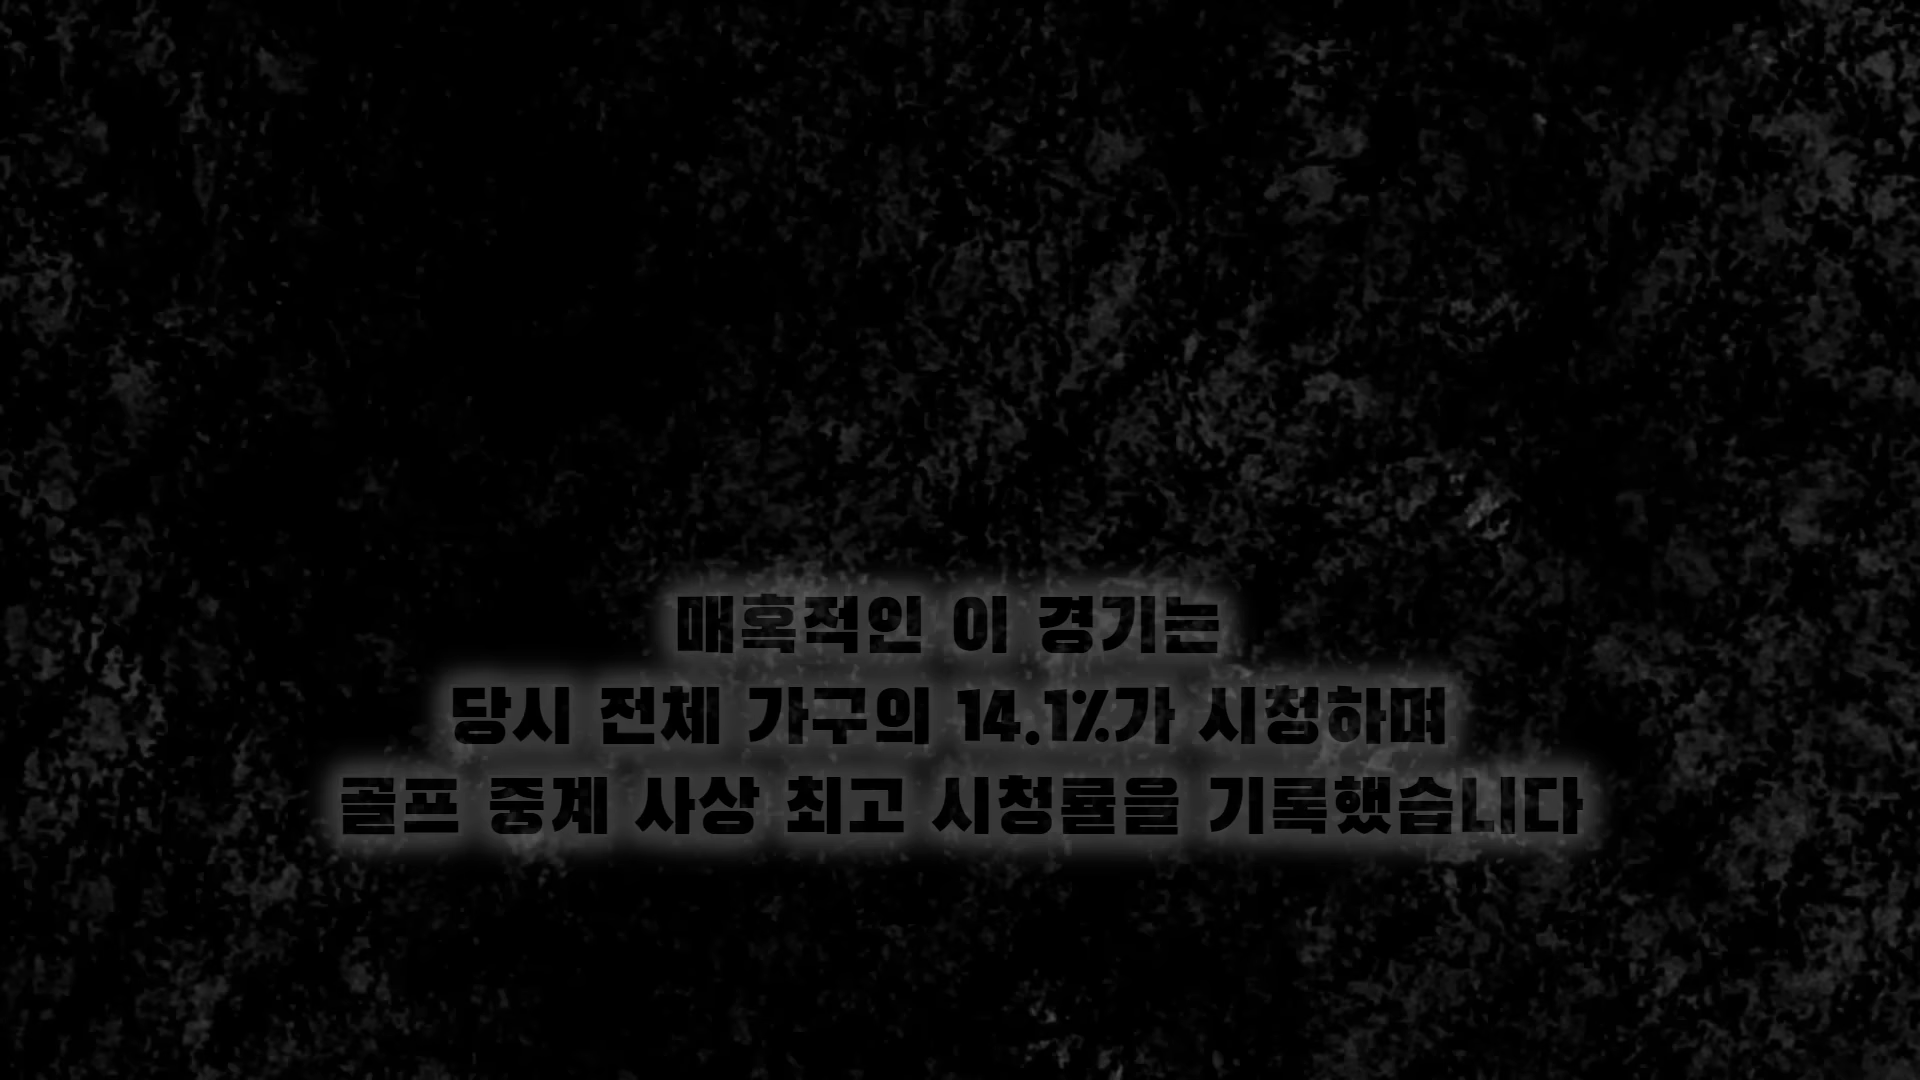 매혹적인 이 경기는
당시 전체 가구의 14.1%가 시청하며
골프 중계 사상 최고 시청률을 기록했습니다